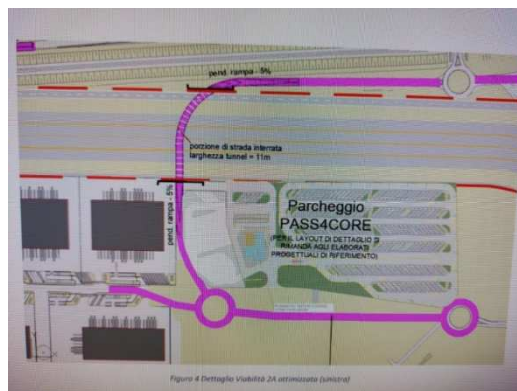 pend. rampa - 5%
porzione di strada interrata
larghezza tunnel = 11m
pend. rampa - 5%
Parcheggio
PASS4CORE
(PER IL LAYOUT DI DETTAGLIO SI
RIMANDA AGLI ELABORATI
PROGETTUALI DI RIFERIMENTO)
Figura 4 Dettaglio Viabilità 2A ottimizzata (sinistra)